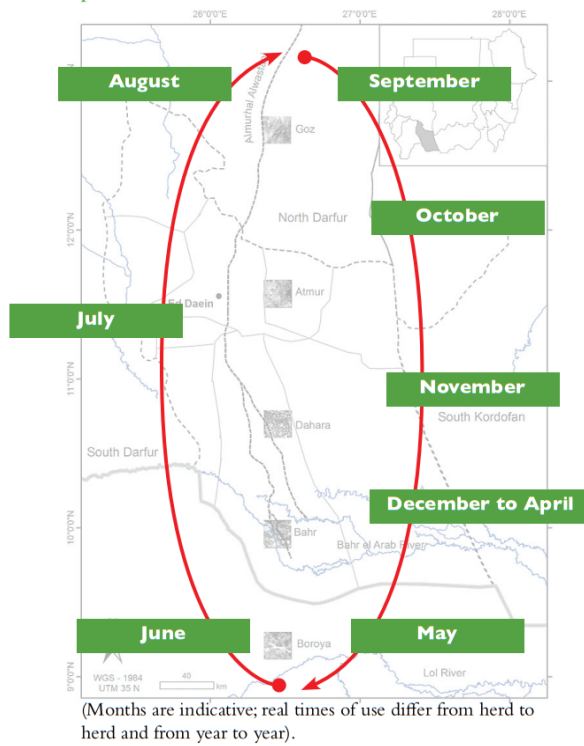 26°0'0"E 27°0'0"E 28°0'0"E
August
September
Almurhal Alwastani
Goz
North Darfur
October
12°0'0"N
Atmur
Ed Daein
July
11°0'0"N
November
South Kordofan
Dahara
South Darfur
December to April
10°0'0"N
Bahr
Bahr el Arab River
June
May
Boroya
Lol River
9°0'0"N
WGS - 1984
UTM 35 N
40
km
(Months are indicative; real times of use differ from herd to
herd and from year to year).